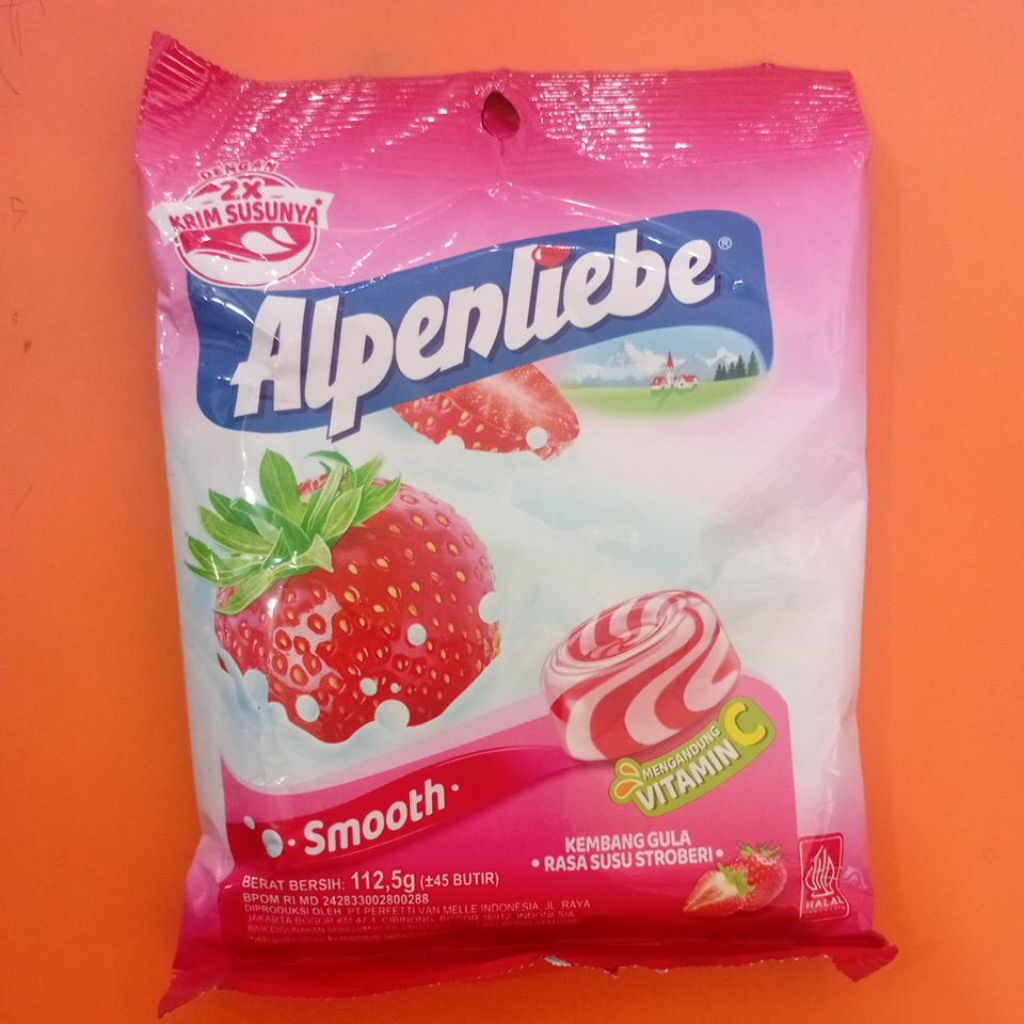 DENGAN
2X
KRIM SUSUNYA*
Alpenliebe®
MENGANDUNG
VITAMIN C
• Smooth •
KEMBANG GULA
• RASA SUSU STROBERI •
BERAT BERSIH: 112,5g (±45 BUTIR)
BPOM RI MD 242833002800288
DIPRODUKSI OLEH: PT PERFETTI VAN MELLE INDONESIA, JL. RAYA
JAKARTA BOGOR KM 47,4, CIBINONG, BOGOR 16912, INDONESIA
HALAL
INDONESIA